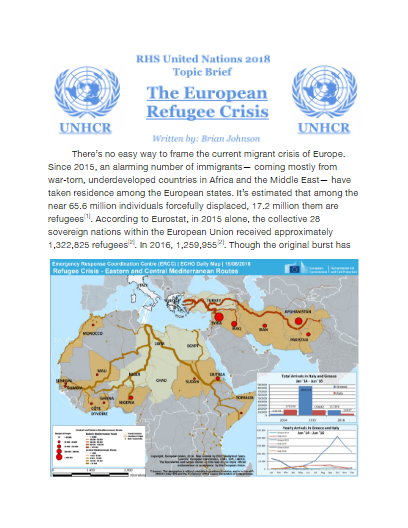 RHS United Nations 2018
Topic Brief
The European
Refugee Crisis
UNHCR
UNHCR
Written by: Brian Johnson
There's no easy way to frame the current migrant crisis of Europe.
Since 2015, an alarming number of immigrants— coming mostly from
war-torn, underdeveloped countries in Africa and the Middle East— have
taken residence among the European states. It's estimated that among the
near 65.6 million individuals forcefully displaced, 17.2 million them are
refugees[1]. According to Eurostat, in 2015 alone, the collective 28
sovereign nations within the European Union received approximately
1,322,825 refugees[2]. In 2016, 1,259,955[2]. Though the original burst has
Emergency Response Coordination Centre (ERCC) | ECHO Daily Map | 15/06/2016
Refugee Crisis - Eastern and Central Mediterranean Routes
ITALY
TURKEY
SYRIA
IRAQ
IRAN
AFGHANISTAN
PAKISTAN
MOROCCO
LIBYA
EGYPT
MALI
NIGER
CHAD
SUDAN
ERITREA
SENEGAL
GUINEA
CÔTE
D'IVOIRE
GHANA
NIGERIA
SOMALIA
Total Arrivals in Italy and Greece
Jan '14 - Jun '16
2014
2015
2016
Yearly Arrivals in Greece and Italy
Jan '14 - Jun '16